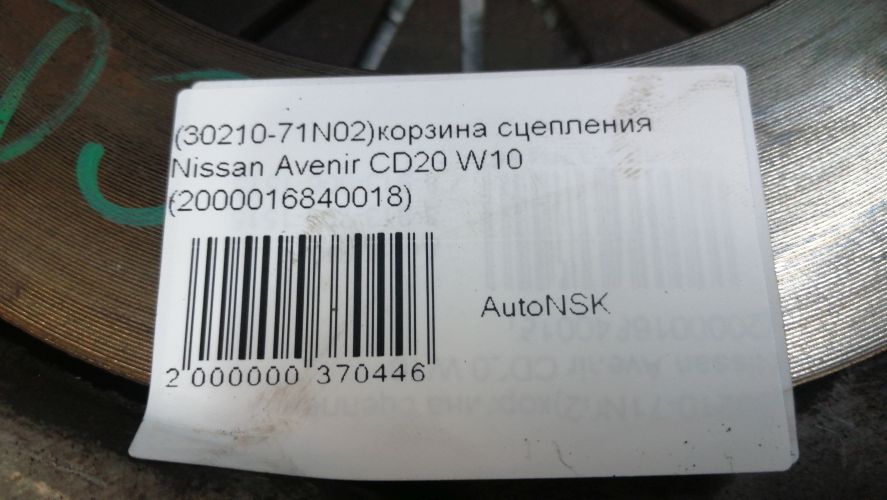 (30210-71N02)корзина сцепления
Nissan Avenir CD20 W10
(2000016840018)
AutoNSK
2 000000 370446